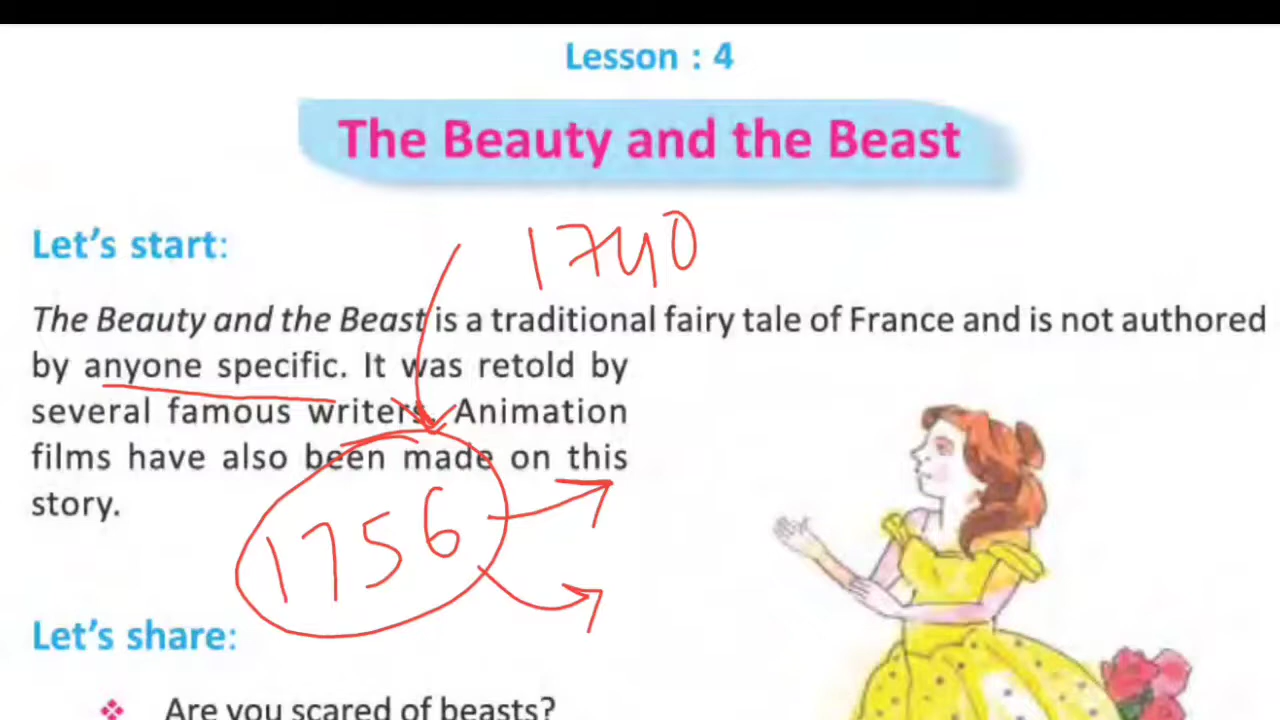 Lesson : 4
The Beauty and the Beast
Let's start:
1740
The Beauty and the Beast is a traditional fairy tale of France and is not authored
by anyone specific. It was retold by
several famous writers. Animation
films have also been made on this
story.
1756
Let's share:
❖ Are you scared of beasts?